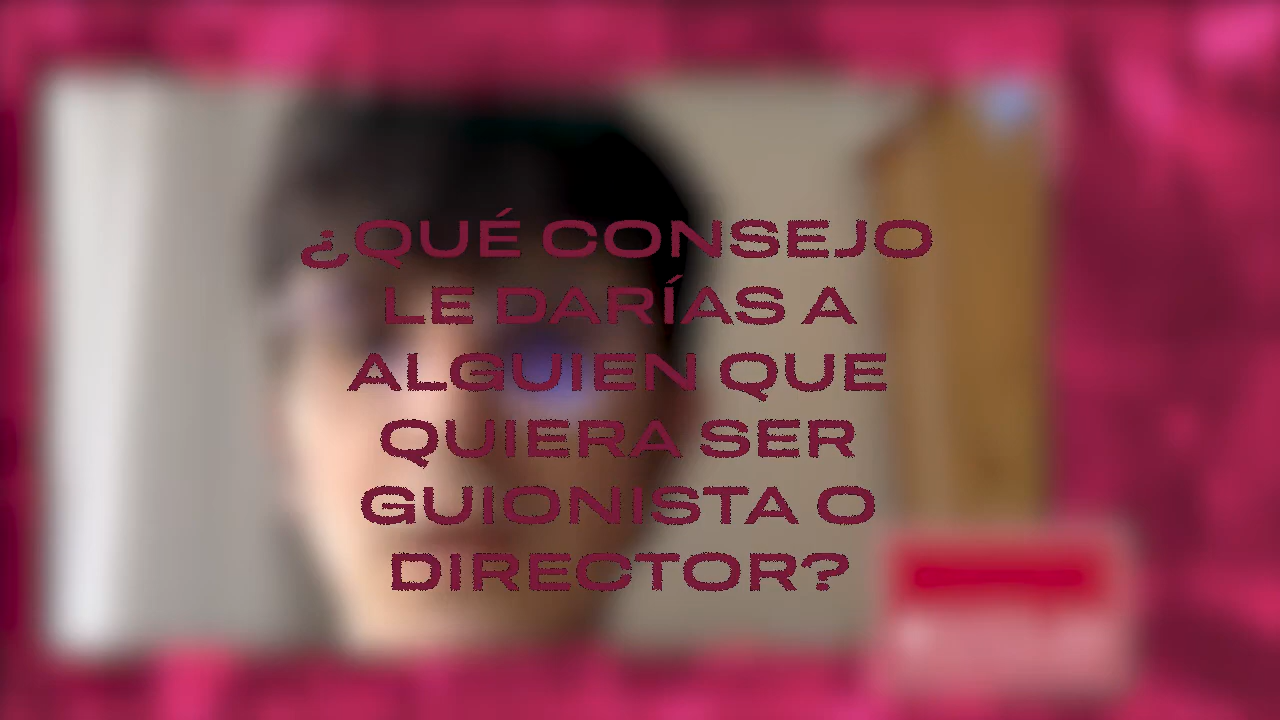 ¿QUÉ CONSEJO
LE DARÍAS A
ALGUIEN QUE
QUIERA SER
GUIONISTA O
DIRECTOR?